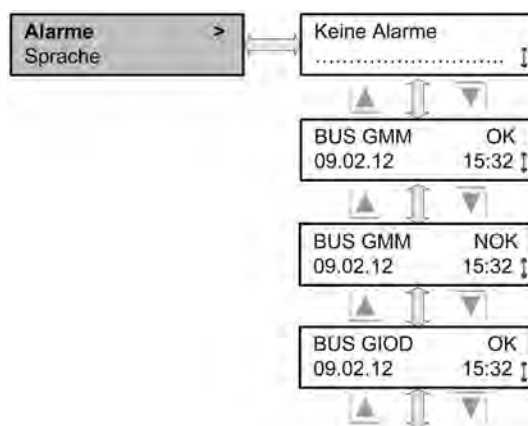 Alarme >
Sprache
Keine Alarme
............................ ↕
BUS GMM OK
09.02.12 15:32 ↕
BUS GMM NOK
09.02.12 15:32 ↕
BUS GIOD OK
09.02.12 15:32 ↕